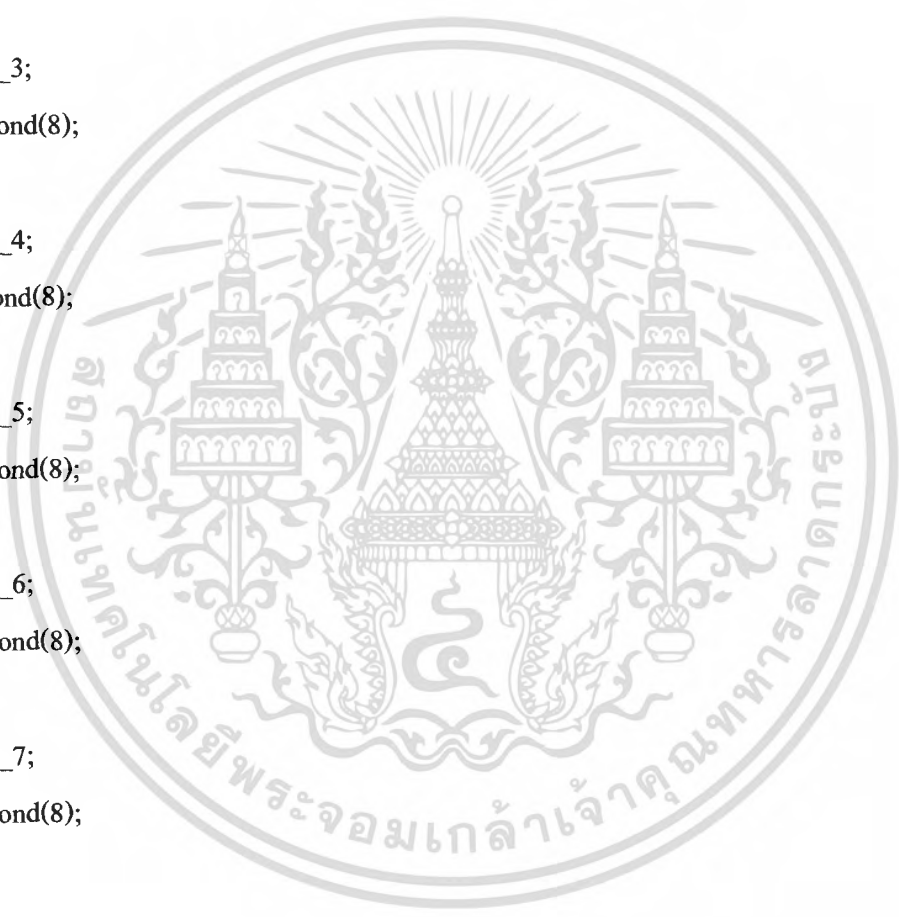 _3;
ond(8);
_4;
ond(8);
_5;
ond(8);
_6;
ond(8);
_7;
ond(8);
สถาบันเทคโนโลยีพระจอมเกล้าเจ้าคุณทหารลาดกระบัง
๔